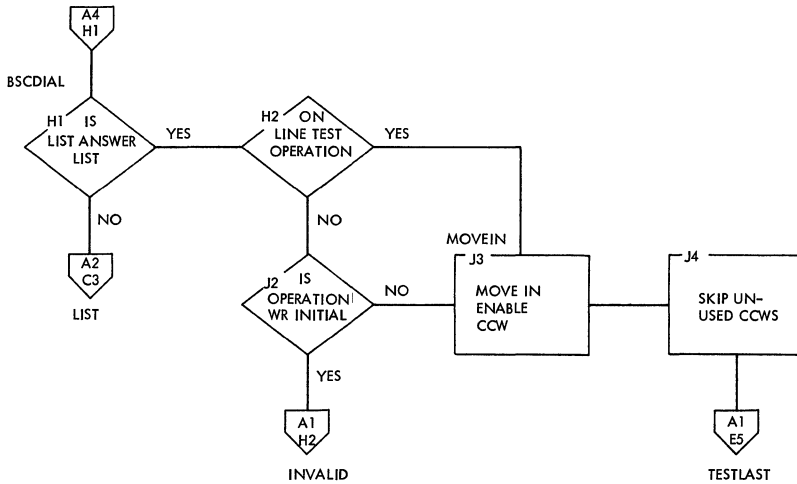 A4
H1
BSCDIAL
H1 IS
LIST ANSWER
LIST
YES
H2 ON
LINE TEST
OPERATION
YES
NO
NO
A2
C3
LIST
J2 IS
OPERATION
WR INITIAL
NO
MOVEIN
J3
MOVE IN
ENABLE
CCW
J4
SKIP UN-
USED CCWS
YES
A1
H2
INVALID
A1
E5
TESTLAST